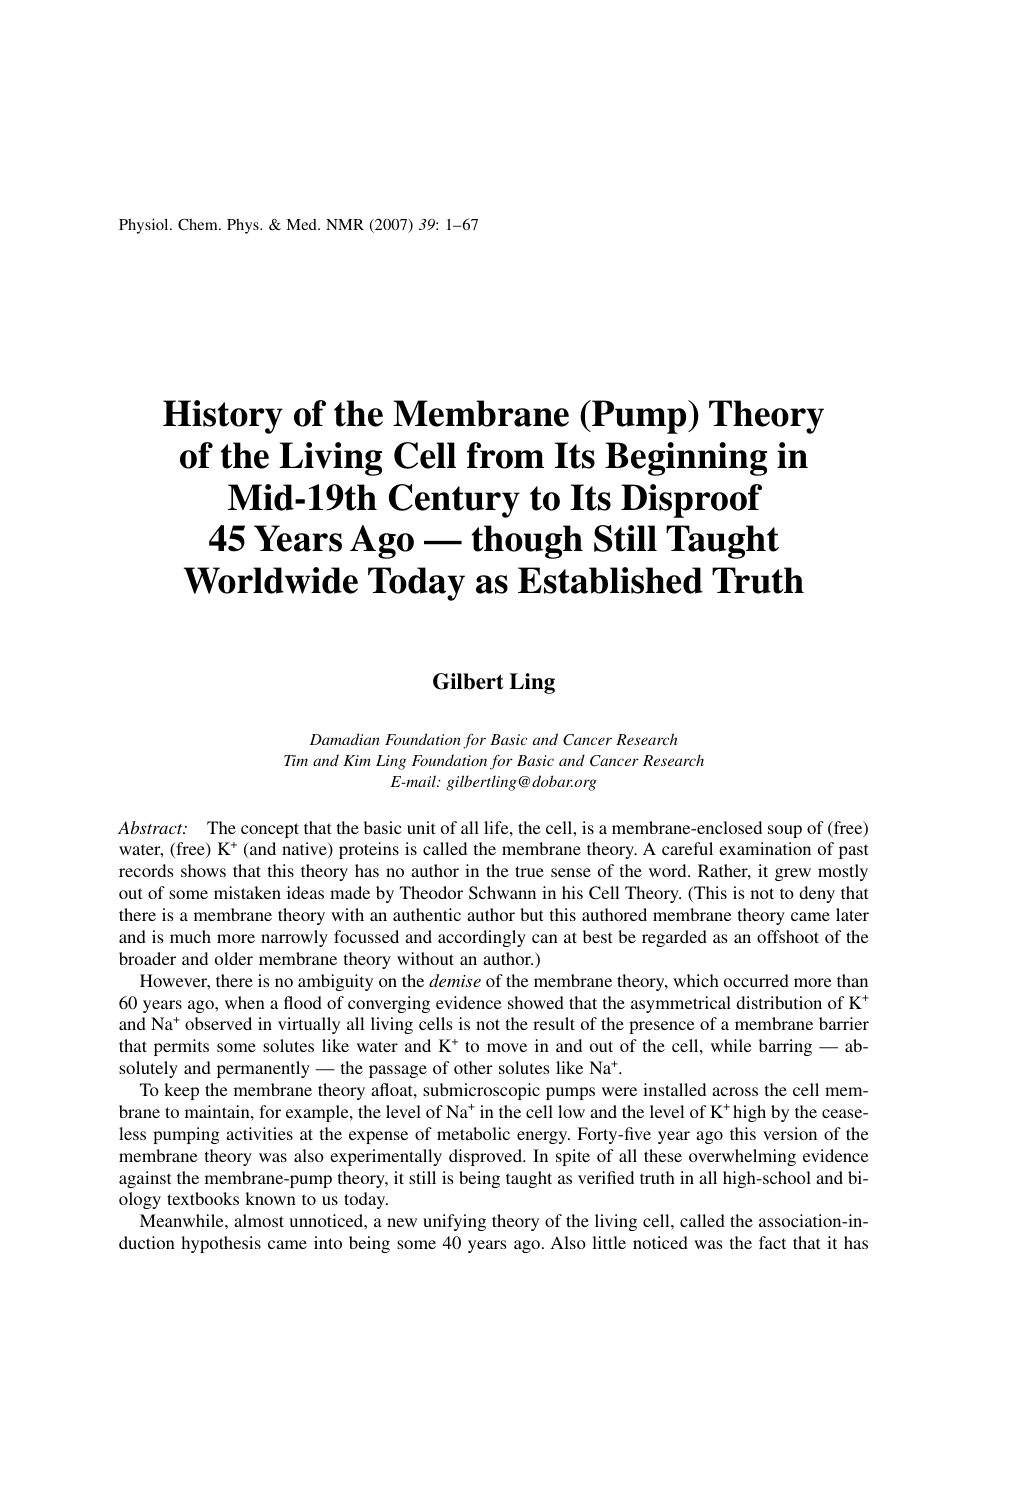 Physiol. Chem. Phys. & Med. NMR (2007) 39: 1–67
History of the Membrane (Pump) Theory
of the Living Cell from Its Beginning in
Mid-19th Century to Its Disproof
45 Years Ago — though Still Taught
Worldwide Today as Established Truth
Gilbert Ling
Damadian Foundation for Basic and Cancer Research
Tim and Kim Ling Foundation for Basic and Cancer Research
E-mail: gilbertling@dobar.org
Abstract: The concept that the basic unit of all life, the cell, is a membrane-enclosed soup of (free)
water, (free) K⁺ (and native) proteins is called the membrane theory. A careful examination of past
records shows that this theory has no author in the true sense of the word. Rather, it grew mostly
out of some mistaken ideas made by Theodor Schwann in his Cell Theory. (This is not to deny that
there is a membrane theory with an authentic author but this authored membrane theory came later
and is much more narrowly focussed and accordingly can at best be regarded as an offshoot of the
broader and older membrane theory without an author.)
However, there is no ambiguity on the demise of the membrane theory, which occurred more than
60 years ago, when a flood of converging evidence showed that the asymmetrical distribution of K⁺
and Na⁺ observed in virtually all living cells is not the result of the presence of a membrane barrier
that permits some solutes like water and K⁺ to move in and out of the cell, while barring — ab-
solutely and permanently — the passage of other solutes like Na⁺.
To keep the membrane theory afloat, submicroscopic pumps were installed across the cell mem-
brane to maintain, for example, the level of Na⁺ in the cell low and the level of K⁺ high by the cease-
less pumping activities at the expense of metabolic energy. Forty-five year ago this version of the
membrane theory was also experimentally disproved. In spite of all these overwhelming evidence
against the membrane-pump theory, it still is being taught as verified truth in all high-school and bi-
ology textbooks known to us today.
Meanwhile, almost unnoticed, a new unifying theory of the living cell, called the association-in-
duction hypothesis came into being some 40 years ago. Also little noticed was the fact that it has